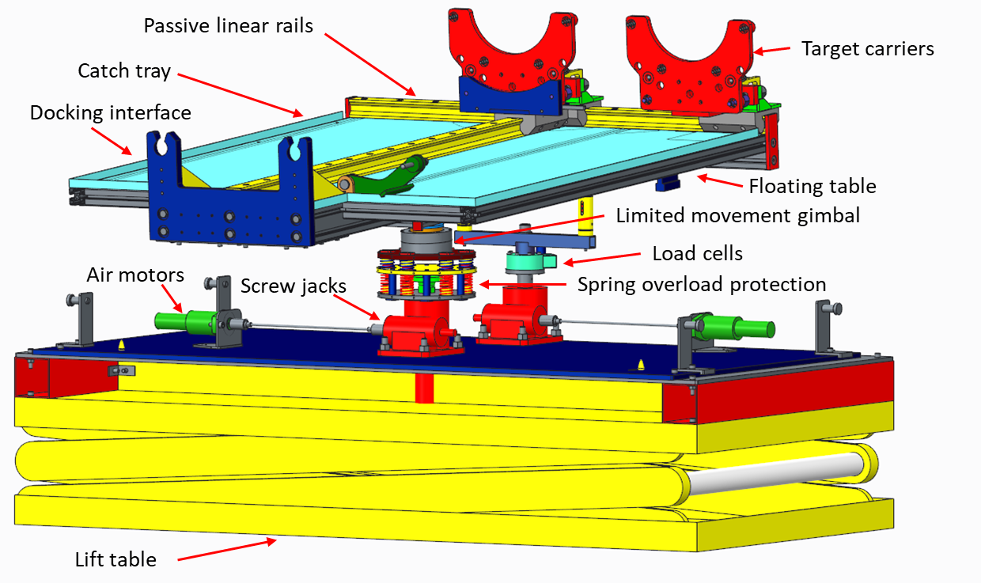 Passive linear rails
Target carriers
Catch tray
Docking interface
Floating table
Limited movement gimbal
Load cells
Air motors
Screw jacks
Spring overload protection
Lift table